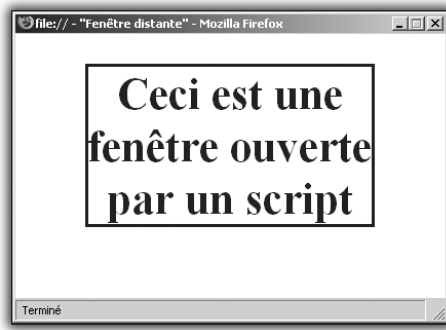 file:// - "Fenêtre distante" - Mozilla Firefox
Ceci est une
fenêtre ouverte
par un script
Terminé